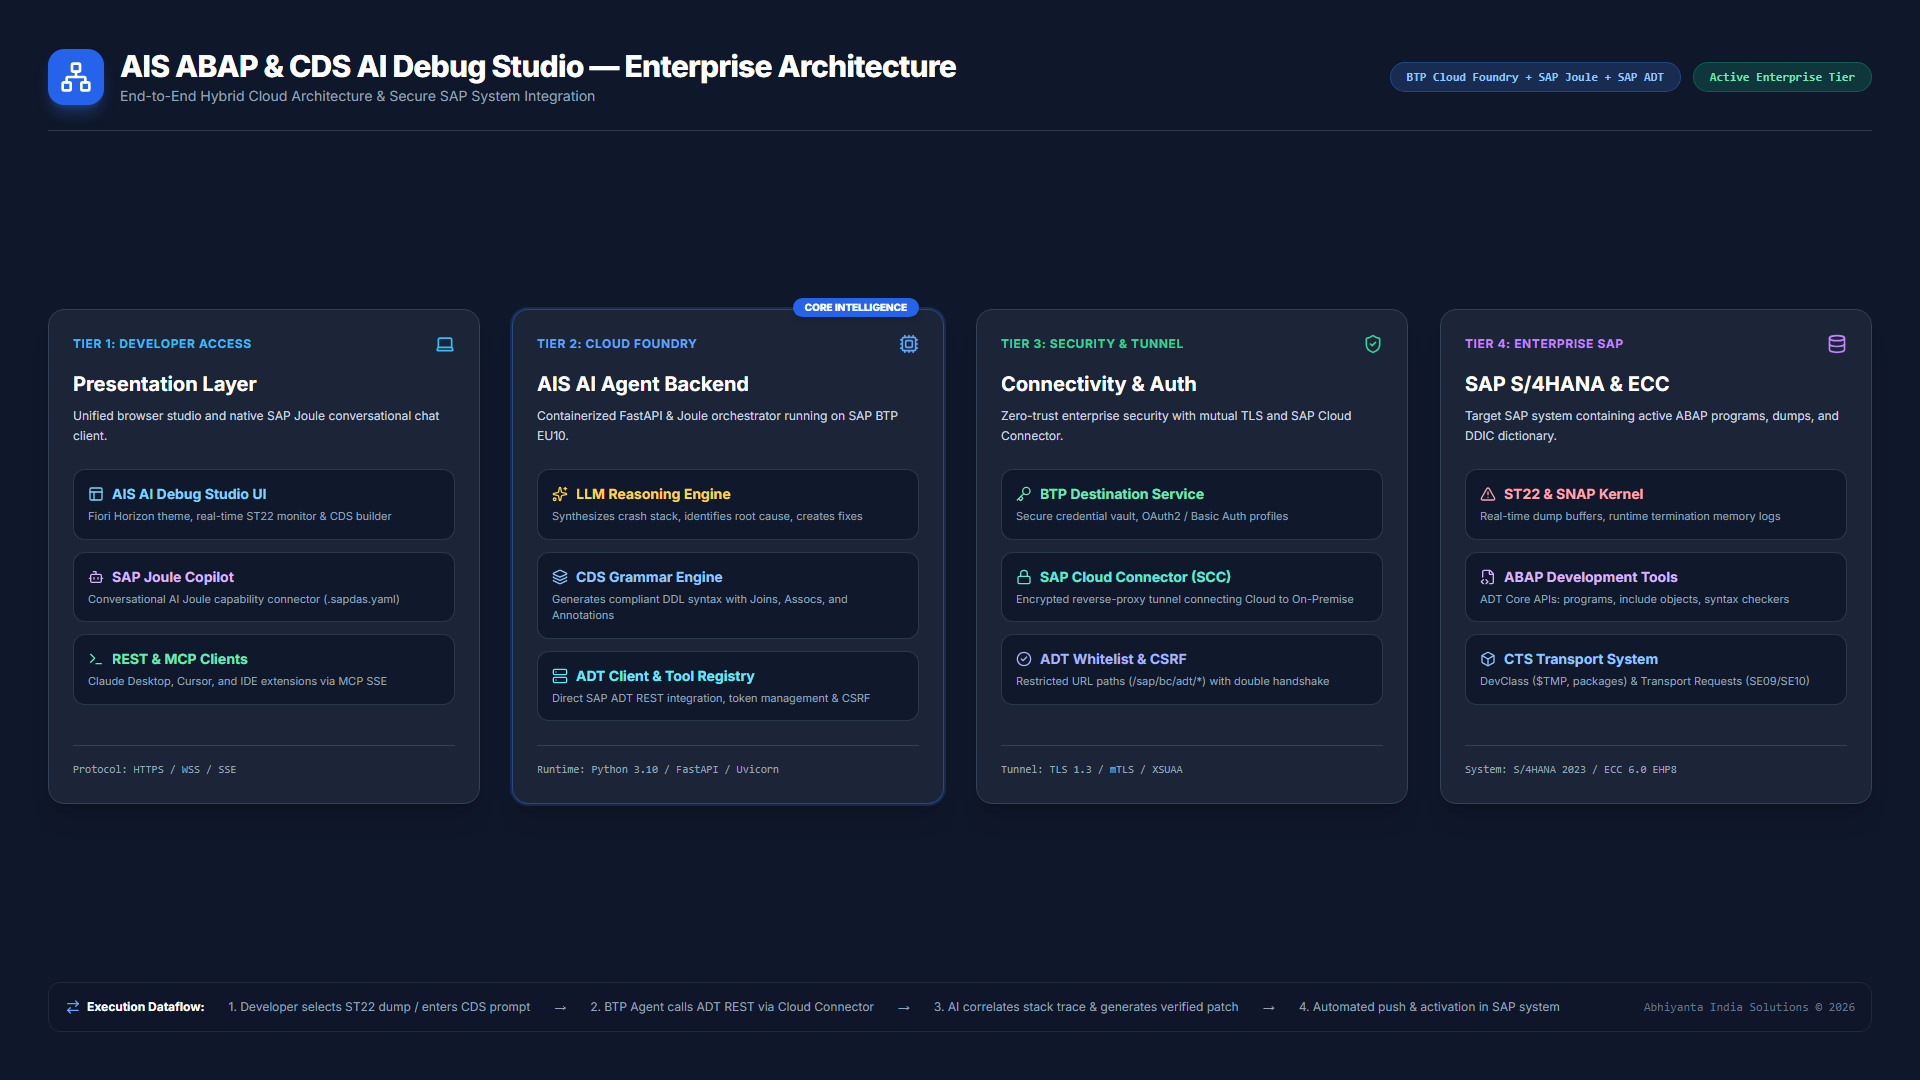 AIS ABAP & CDS AI Debug Studio — Enterprise Architecture
End-to-End Hybrid Cloud Architecture & Secure SAP System Integration
BTP Cloud Foundry + SAP Joule + SAP ADT
Active Enterprise Tier
TIER 1: DEVELOPER ACCESS
Presentation Layer
Unified browser studio and native SAP Joule conversational chat
client.
AIS AI Debug Studio UI
Fiori Horizon theme, real-time ST22 monitor & CDS builder
SAP Joule Copilot
Conversational AI Joule capability connector (.sapdas.yaml)
REST & MCP Clients
Claude Desktop, Cursor, and IDE extensions via MCP SSE
Protocol: HTTPS / WSS / SSE
CORE INTELLIGENCE
TIER 2: CLOUD FOUNDRY
AIS AI Agent Backend
Containerized FastAPI & Joule orchestrator running on SAP BTP
EU10.
LLM Reasoning Engine
Synthesizes crash stack, identifies root cause, creates fixes
CDS Grammar Engine
Generates compliant DDL syntax with Joins, Assocs, and
Annotations
ADT Client & Tool Registry
Direct SAP ADT REST integration, token management & CSRF
Runtime: Python 3.10 / FastAPI / Uvicorn
TIER 3: SECURITY & TUNNEL
Connectivity & Auth
Zero-trust enterprise security with mutual TLS and SAP Cloud
Connector.
BTP Destination Service
Secure credential vault, OAuth2 / Basic Auth profiles
SAP Cloud Connector (SCC)
Encrypted reverse-proxy tunnel connecting Cloud to On-Premise
ADT Whitelist & CSRF
Restricted URL paths (/sap/bc/adt/*) with double handshake
Tunnel: TLS 1.3 / mTLS / XSUAA
TIER 4: ENTERPRISE SAP
SAP S/4HANA & ECC
Target SAP system containing active ABAP programs, dumps, and
DDIC dictionary.
ST22 & SNAP Kernel
Real-time dump buffers, runtime termination memory logs
ABAP Development Tools
ADT Core APIs: programs, include objects, syntax checkers
CTS Transport System
DevClass ($TMP, packages) & Transport Requests (SE09/SE10)
System: S/4HANA 2023 / ECC 6.0 EHP8
Execution Dataflow: 1. Developer selects ST22 dump / enters CDS prompt → 2. BTP Agent calls ADT REST via Cloud Connector → 3. AI correlates stack trace & generates verified patch → 4. Automated push & activation in SAP system
Abhiyanta India Solutions © 2026